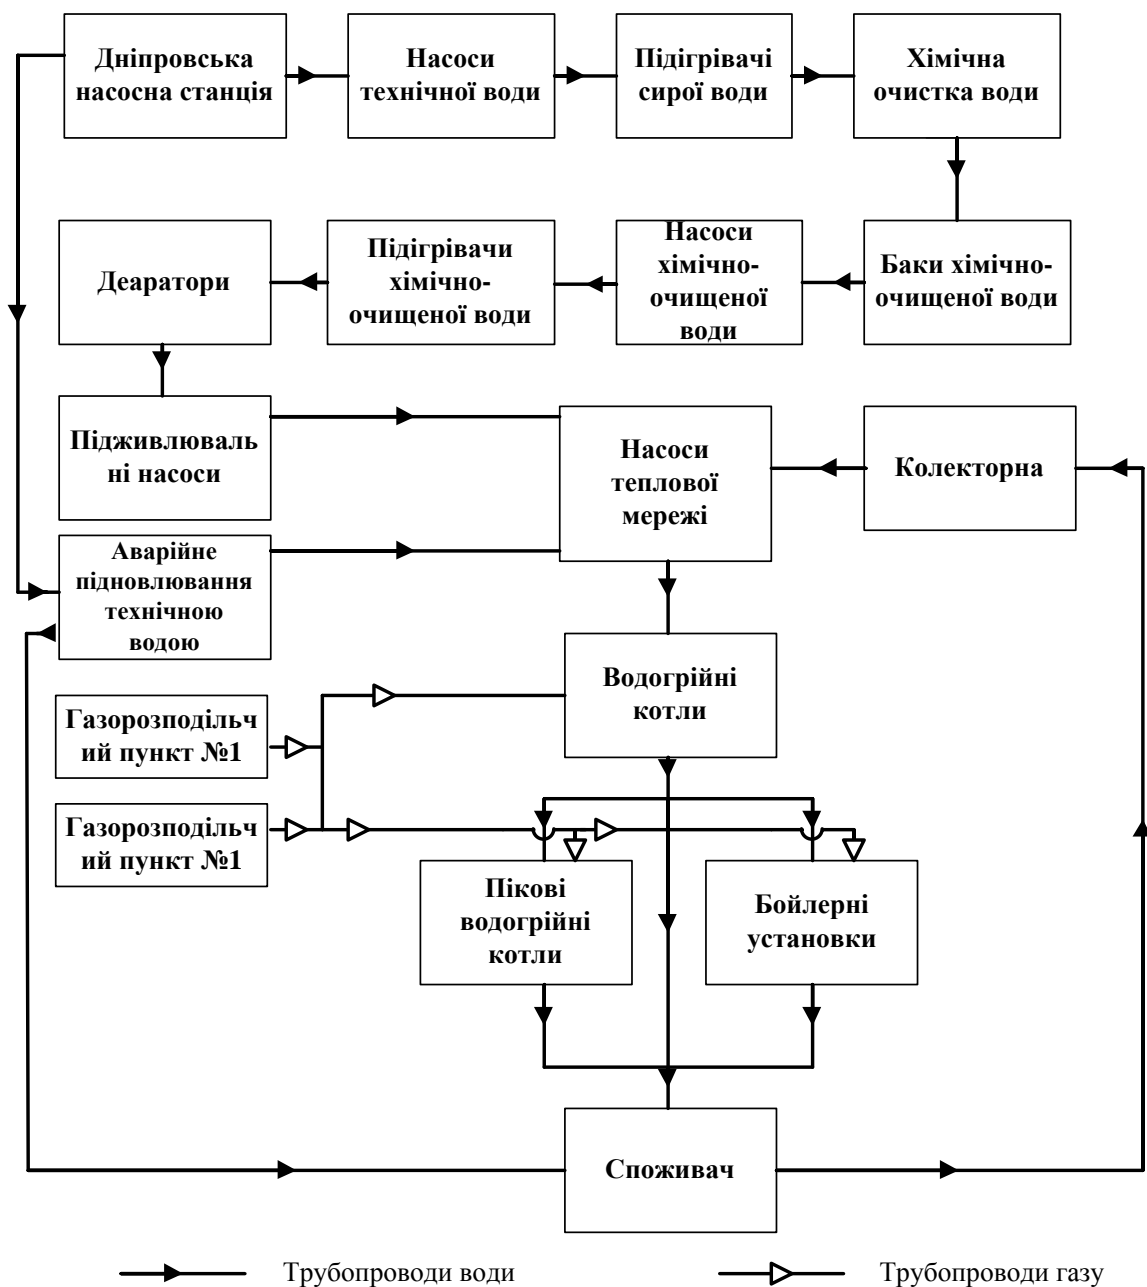 Дніпровська
насосна станція
Насоси
технічної води
Підігрівачі
сирої води
Хімічна
очистка води
Деаратори
Підігрівачи
хімічно-
очищеної води
Насоси
хімічно-
очищеної
води
Баки хімічно-
очищеної води
Підживлюваль
ні насоси
Насоси
теплової
мережі
Колекторна
Аварійне
підновлювання
технічною
водою
Водогрійні
котли
Газорозподільч
ий пункт №1
Газорозподільч
ий пункт №1
Пікові
водогрійні
котли
Бойлерні
установки
Споживач
Трубопроводи води
Трубопроводи газу